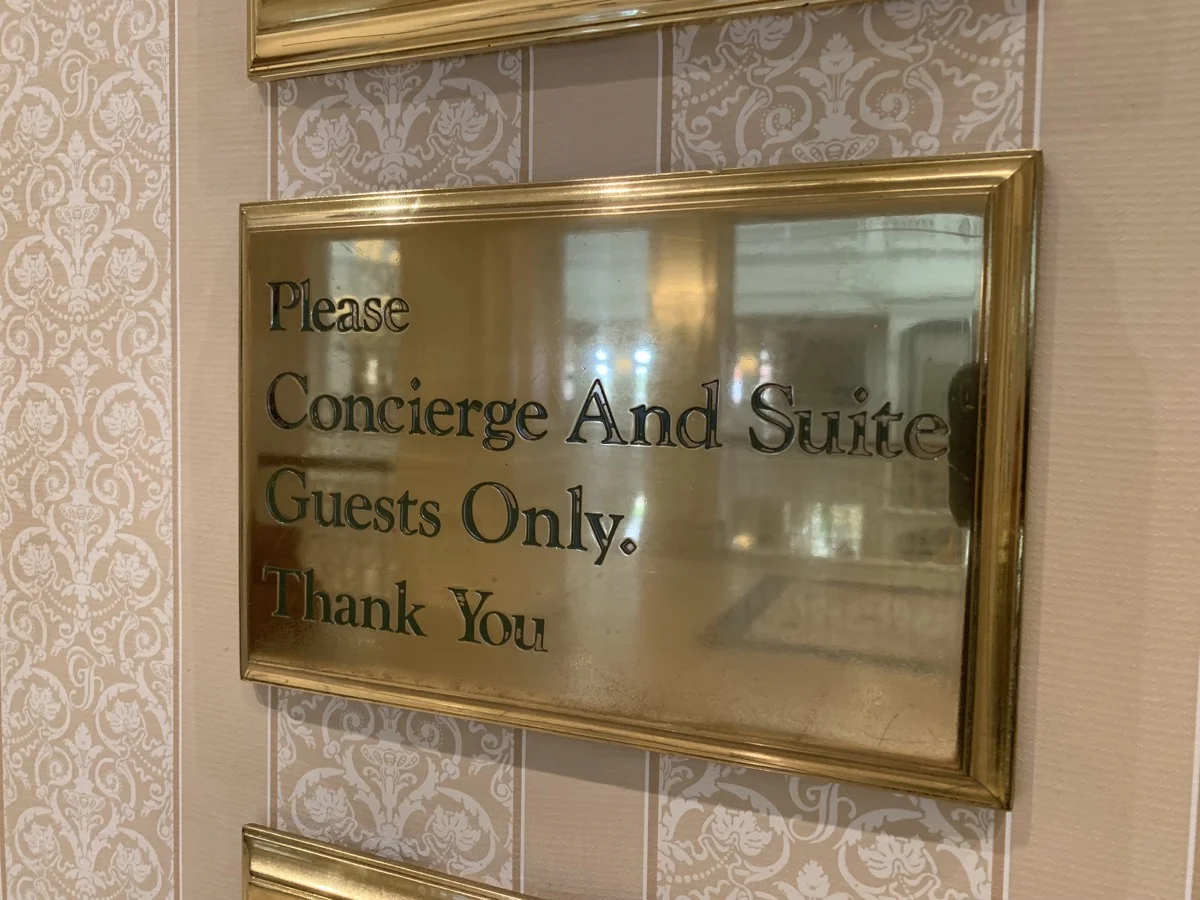 Please
Concierge And Suite
Guests Only.
Thank You